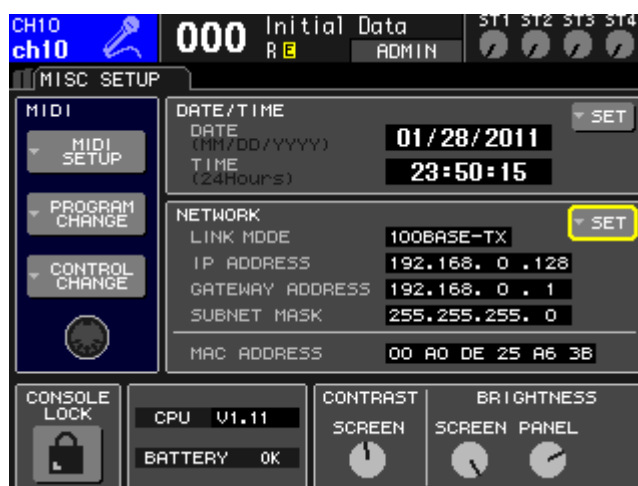 CH10
ch10
000
Initial Data
R E
ADMIN
ST1 ST2 ST3 ST4
MISC SETUP
MIDI
MIDI SETUP
PROGRAM CHANGE
CONTROL CHANGE
DATE/TIME
SET
DATE
(MM/DD/YYYY)
01/28/2011
TIME
(24Hours)
23:50:15
NETWORK
SET
LINK MODE
100BASE-TX
IP ADDRESS
192.168. 0 .128
GATEWAY ADDRESS
192.168. 0 . 1
SUBNET MASK
255.255.255. 0
MAC ADDRESS
00 A0 DE 25 A6 3B
CONSOLE LOCK
CPU V1.11
BATTERY OK
CONTRAST
SCREEN
BRIGHTNESS
SCREEN PANEL